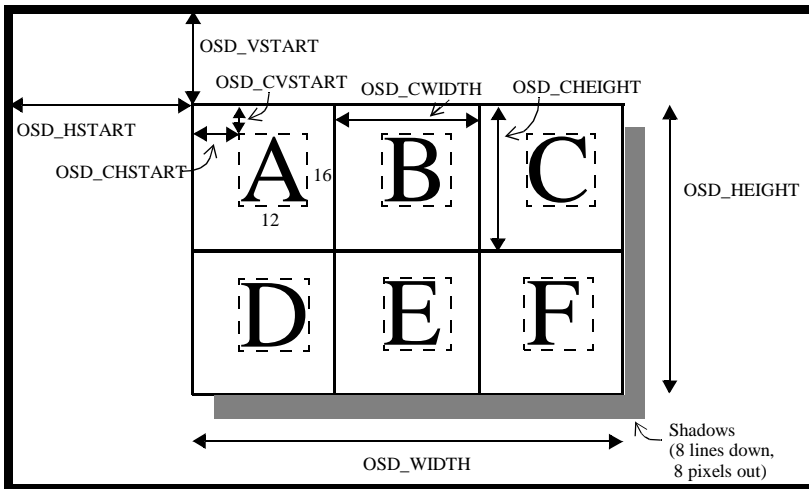 OSD_VSTART
OSD_CVSTART
OSD_CWIDTH
OSD_CHEIGHT
OSD_HSTART
OSD_CHSTART
A
16
B
C
12
OSD_HEIGHT
D
E
F
OSD_WIDTH
Shadows
(8 lines down,
8 pixels out)